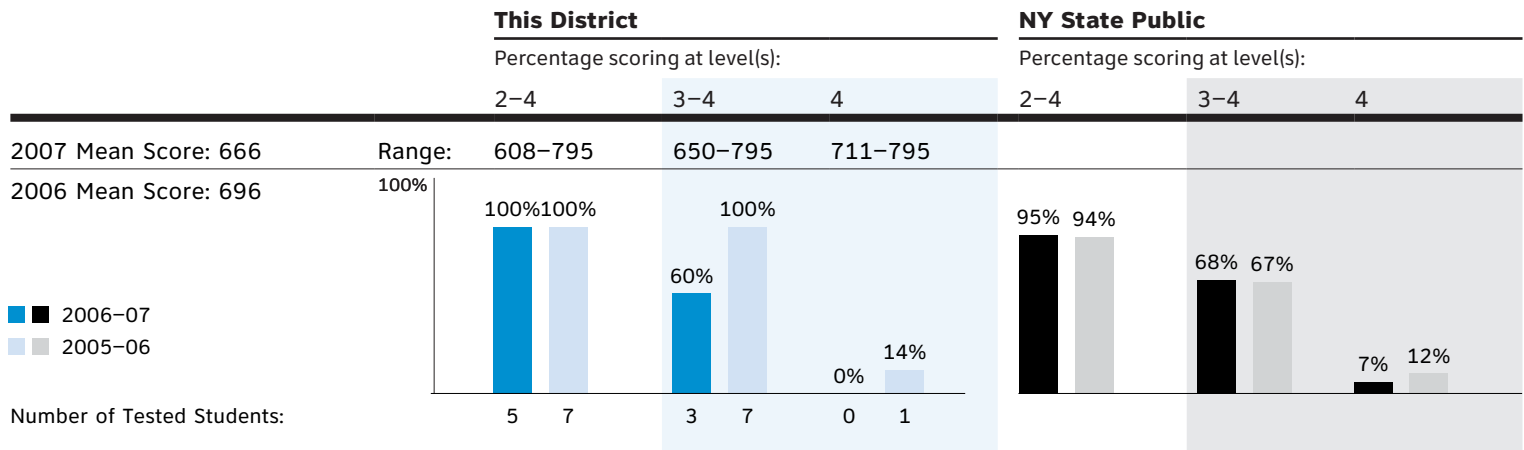 This District NY State Public
Percentage scoring at level(s): Percentage scoring at level(s):
2–4 3–4 4 2–4 3–4 4
2007 Mean Score: 666 Range: 608–795 650–795 711–795
2006 Mean Score: 696 100%
100% 100% 100% 95% 94%
60% 68% 67%
0% 14% 7% 12%
2006–07
2005–06
Number of Tested Students: 5 7 3 7 0 1